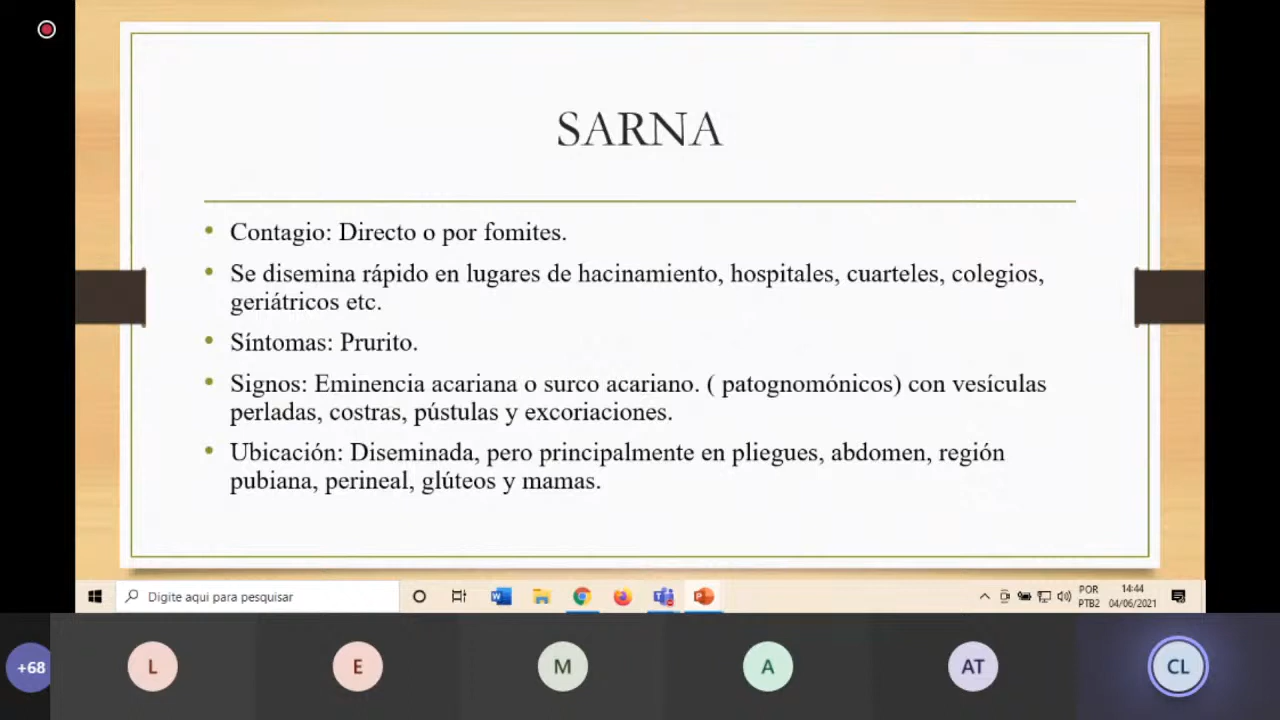 SARNA
• Contagio: Directo o por fomites.
• Se disemina rápido en lugares de hacinamiento, hospitales, cuarteles, colegios,
geriátricos etc.
• Síntomas: Prurito.
• Signos: Eminencia acariana o surco acariano. ( patognomónicos) con vesículas
perladas, costras, pústulas y excoriaciones.
• Ubicación: Diseminada, pero principalmente en pliegues, abdomen, región
pubiana, perineal, glúteos y mamas.
Digite aqui para pesquisar
POR
PTB2
14:44
04/06/2021
+68
L
E
M
A
AT
CL